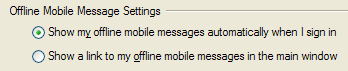 Offline Mobile Message Settings
Show my offline mobile messages automatically when I sign in
Show a link to my offline mobile messages in the main window